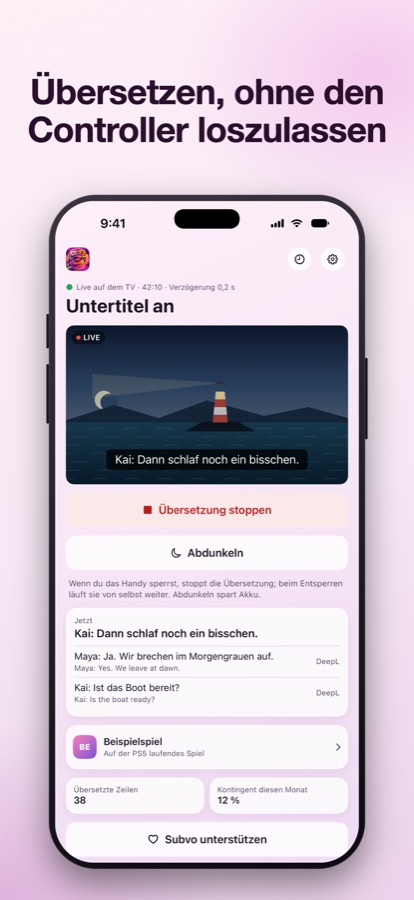 Übersetzen, ohne den
Controller loszulassen
9:41
Live auf dem TV · 42:10 · Verzögerung 0,2 s
Untertitel an
LIVE
Kai: Dann schlaf noch ein bisschen.
Übersetzung stoppen
Abdunkeln
Wenn du das Handy sperrst, stoppt die Übersetzung; beim Entsperren
läuft sie von selbst weiter. Abdunkeln spart Akku.
Jetzt
Kai: Dann schlaf noch ein bisschen.
Maya: Ja. Wir brechen im Morgengrauen auf.
Maya: Yes. We leave at dawn.
DeepL
Kai: Ist das Boot bereit?
Kai: Is the boat ready?
DeepL
BE
Beispielspiel
Auf der PS5 laufendes Spiel
Übersetzte Zeilen
38
Kontingent diesen Monat
12 %
Subvo unterstützen